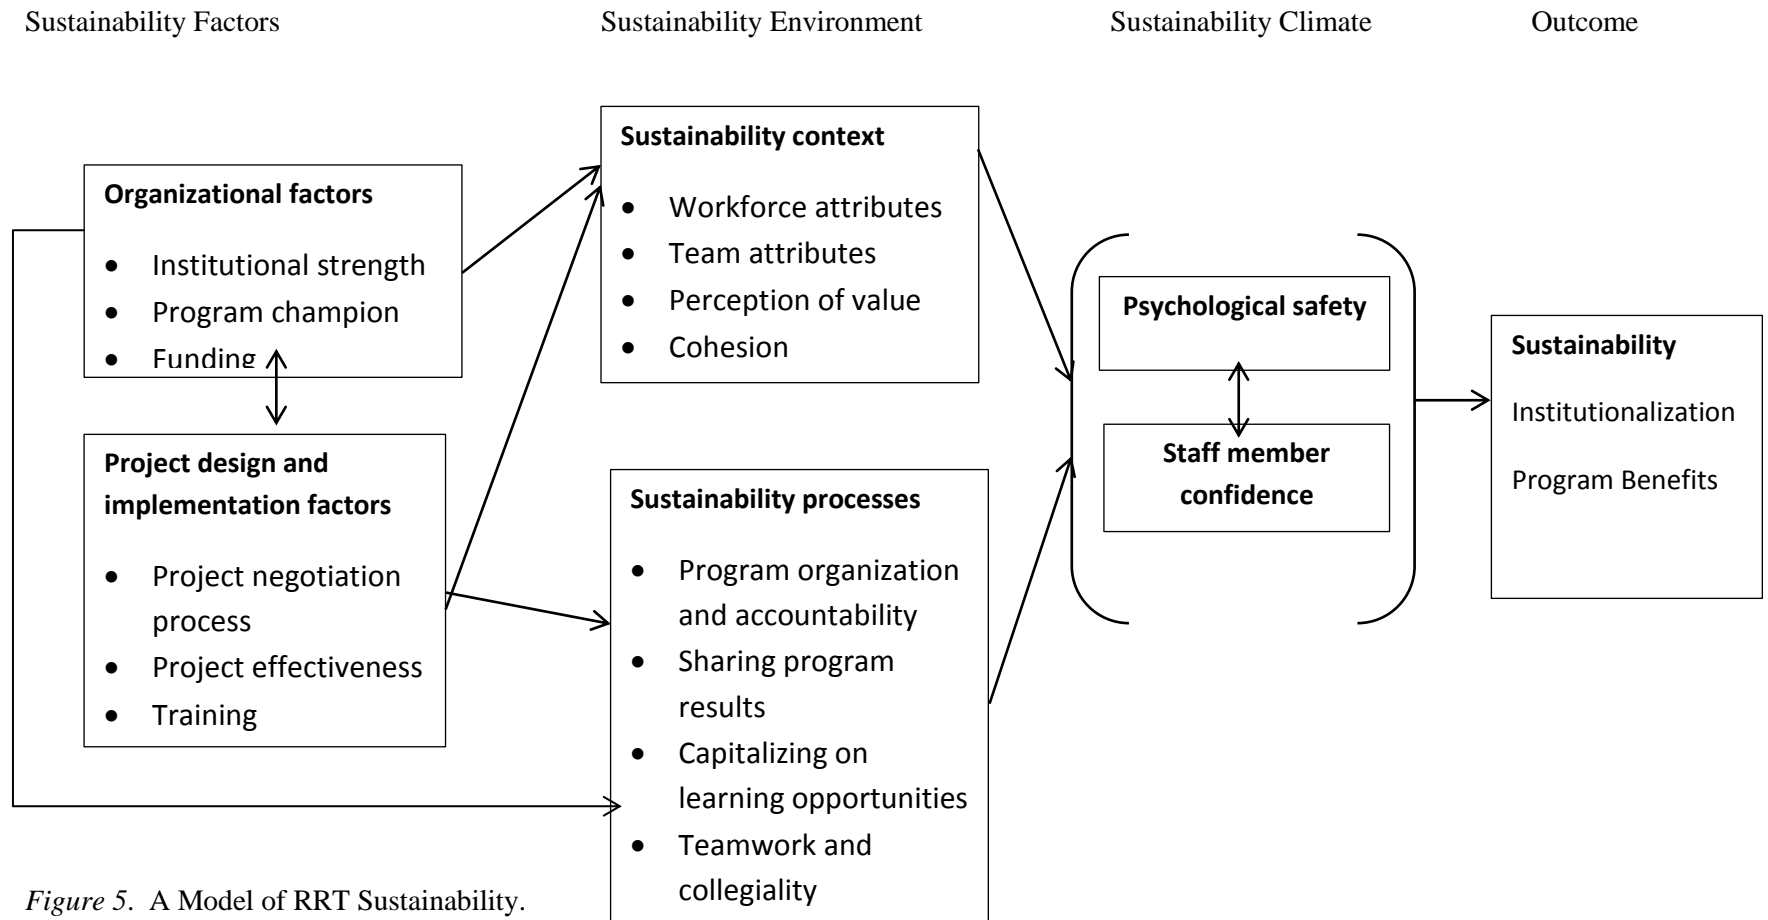 Sustainability Factors
Sustainability Environment
Sustainability Climate
Outcome
Organizational factors
• Institutional strength
• Program champion
• Funding
Project design and
implementation factors
• Project negotiation
process
• Project effectiveness
• Training
Sustainability context
• Workforce attributes
• Team attributes
• Perception of value
• Cohesion
Sustainability processes
• Program organization
and accountability
• Sharing program
results
• Capitalizing on
learning opportunities
• Teamwork and
collegiality
Psychological safety
Staff member
confidence
Sustainability
Institutionalization
Program Benefits
Figure 5. A Model of RRT Sustainability.